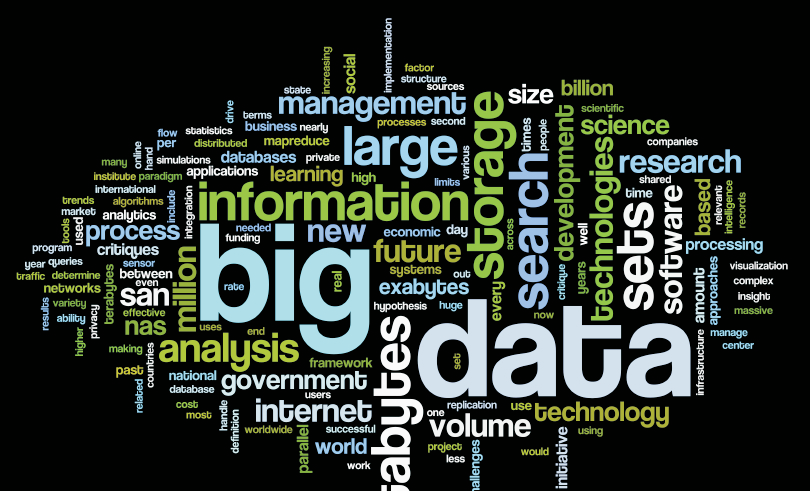 implementation
increasing
social
factor
structure
sources
state
management
size
billion
drive
terms
processes
second
scientific
business
nearly
storage
science
flow
statistics
large
times
people
development
companies
per
distributed
mapreduce
online
hand
simulations
databases
private
various
research
many
applications
learning
high
technologies
shared
institute
paradigm
limits
search
time
international
include
integration
information
sets
software
based
relevant
intelligence
records
trends
algorithms
market
analytics
tools
used
process
needed
new
economic
day
across
well
processing
funding
program
critiques
big
future
year
queries
sensor
million
systems
out
critique
years
visualization
traffic
determine
between
real
exabytes
amount
approaches
complex
networks
terabytes
even
san
rate
insight
variety
hypothesis
huge
every
now
massive
results
ability
privacy
effective
nas
uses
end
data
infrastructure
manage
center
higher
making
countries
analysis
framework
set
past
national
government
related
database
users
cost
most
handle
definition
internet
abytes
one
replication
use
technology
worldwide
successful
volume
using
parallel
world
project
less
would
initiative
work
hallenges